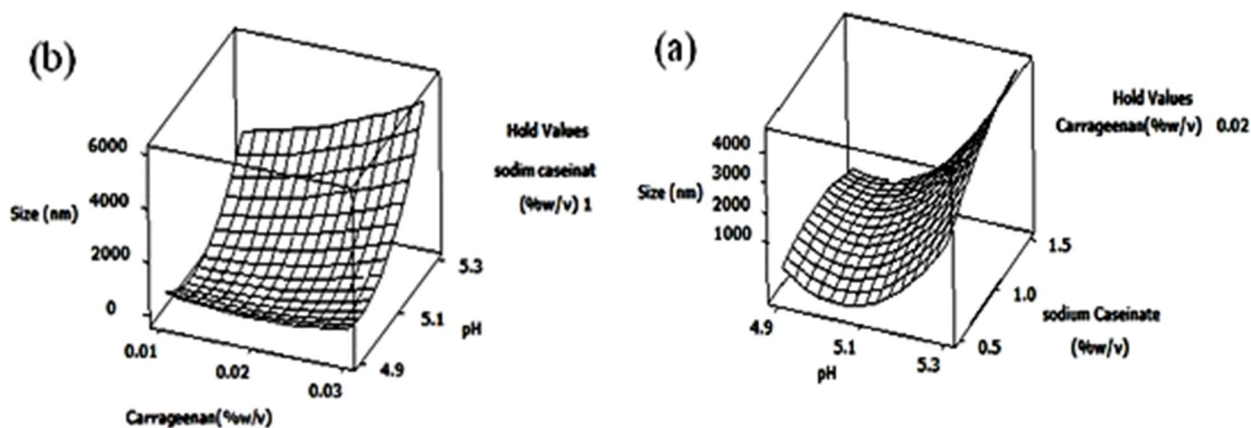 (b)
6000
4000
2000
0
Size (nm)
0.01
0.02
0.03
Carrageenan(%w/v)
4.9
5.1
5.3
pH
Hold Values
sodim caseinat
(%w/v) 1
(a)
4000
3000
2000
1000
Size (nm)
4.9
5.1
5.3
pH
0.5
1.0
1.5
sodium Caseinate
(%w/v)
Hold Values
Carrageenan(%w/v) 0.02